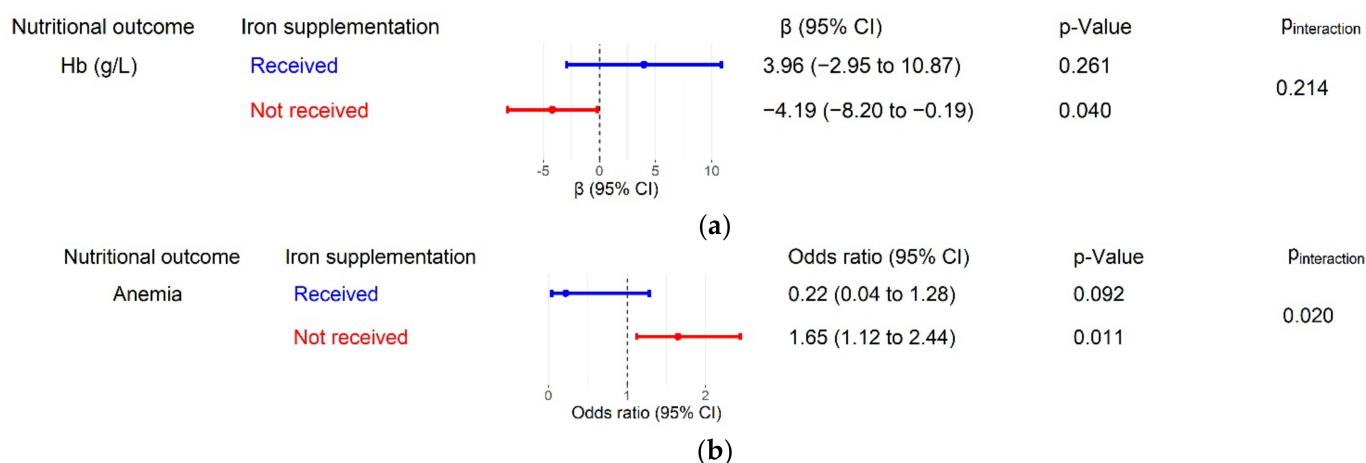 Nutritional outcome Iron supplementation β (95% CI) p-Value pinteraction
Hb (g/L) Received 3.96 (−2.95 to 10.87) 0.261
0.214
Not received −4.19 (−8.20 to −0.19) 0.040
-5 0 5 10
β (95% CI)
(a)
Nutritional outcome Iron supplementation Odds ratio (95% CI) p-Value pinteraction
Anemia Received 0.22 (0.04 to 1.28) 0.092
0.020
Not received 1.65 (1.12 to 2.44) 0.011
0 1 2
Odds ratio (95% CI)
(b)